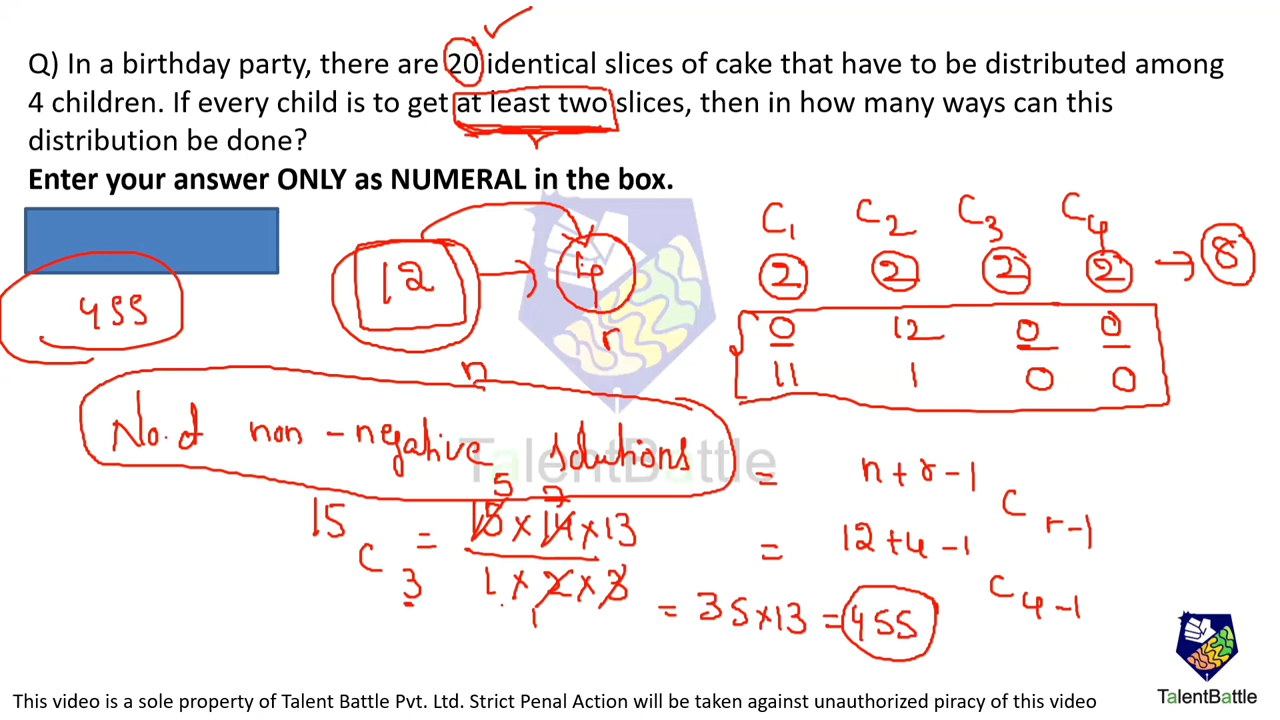 Q) In a birthday party, there are 20 identical slices of cake that have to be distributed among
4 children. If every child is to get at least two slices, then in how many ways can this
distribution be done?
Enter your answer ONLY as NUMERAL in the box.
C1 C2 C3 C4
2 2 2 2 → 8
12 → 4
n r
455
0 12 0 0
11 1 0 0
No. of non-negative solutions = n+r-1 C r-1
TalentBattle
= 12+4-1 C 4-1
15 C 3 = 15×14×13 / 1×2×3 = 35×13 = 455
5 7
1
TalentBattle
This video is a sole property of Talent Battle Pvt. Ltd. Strict Penal Action will be taken against unauthorized piracy of this video